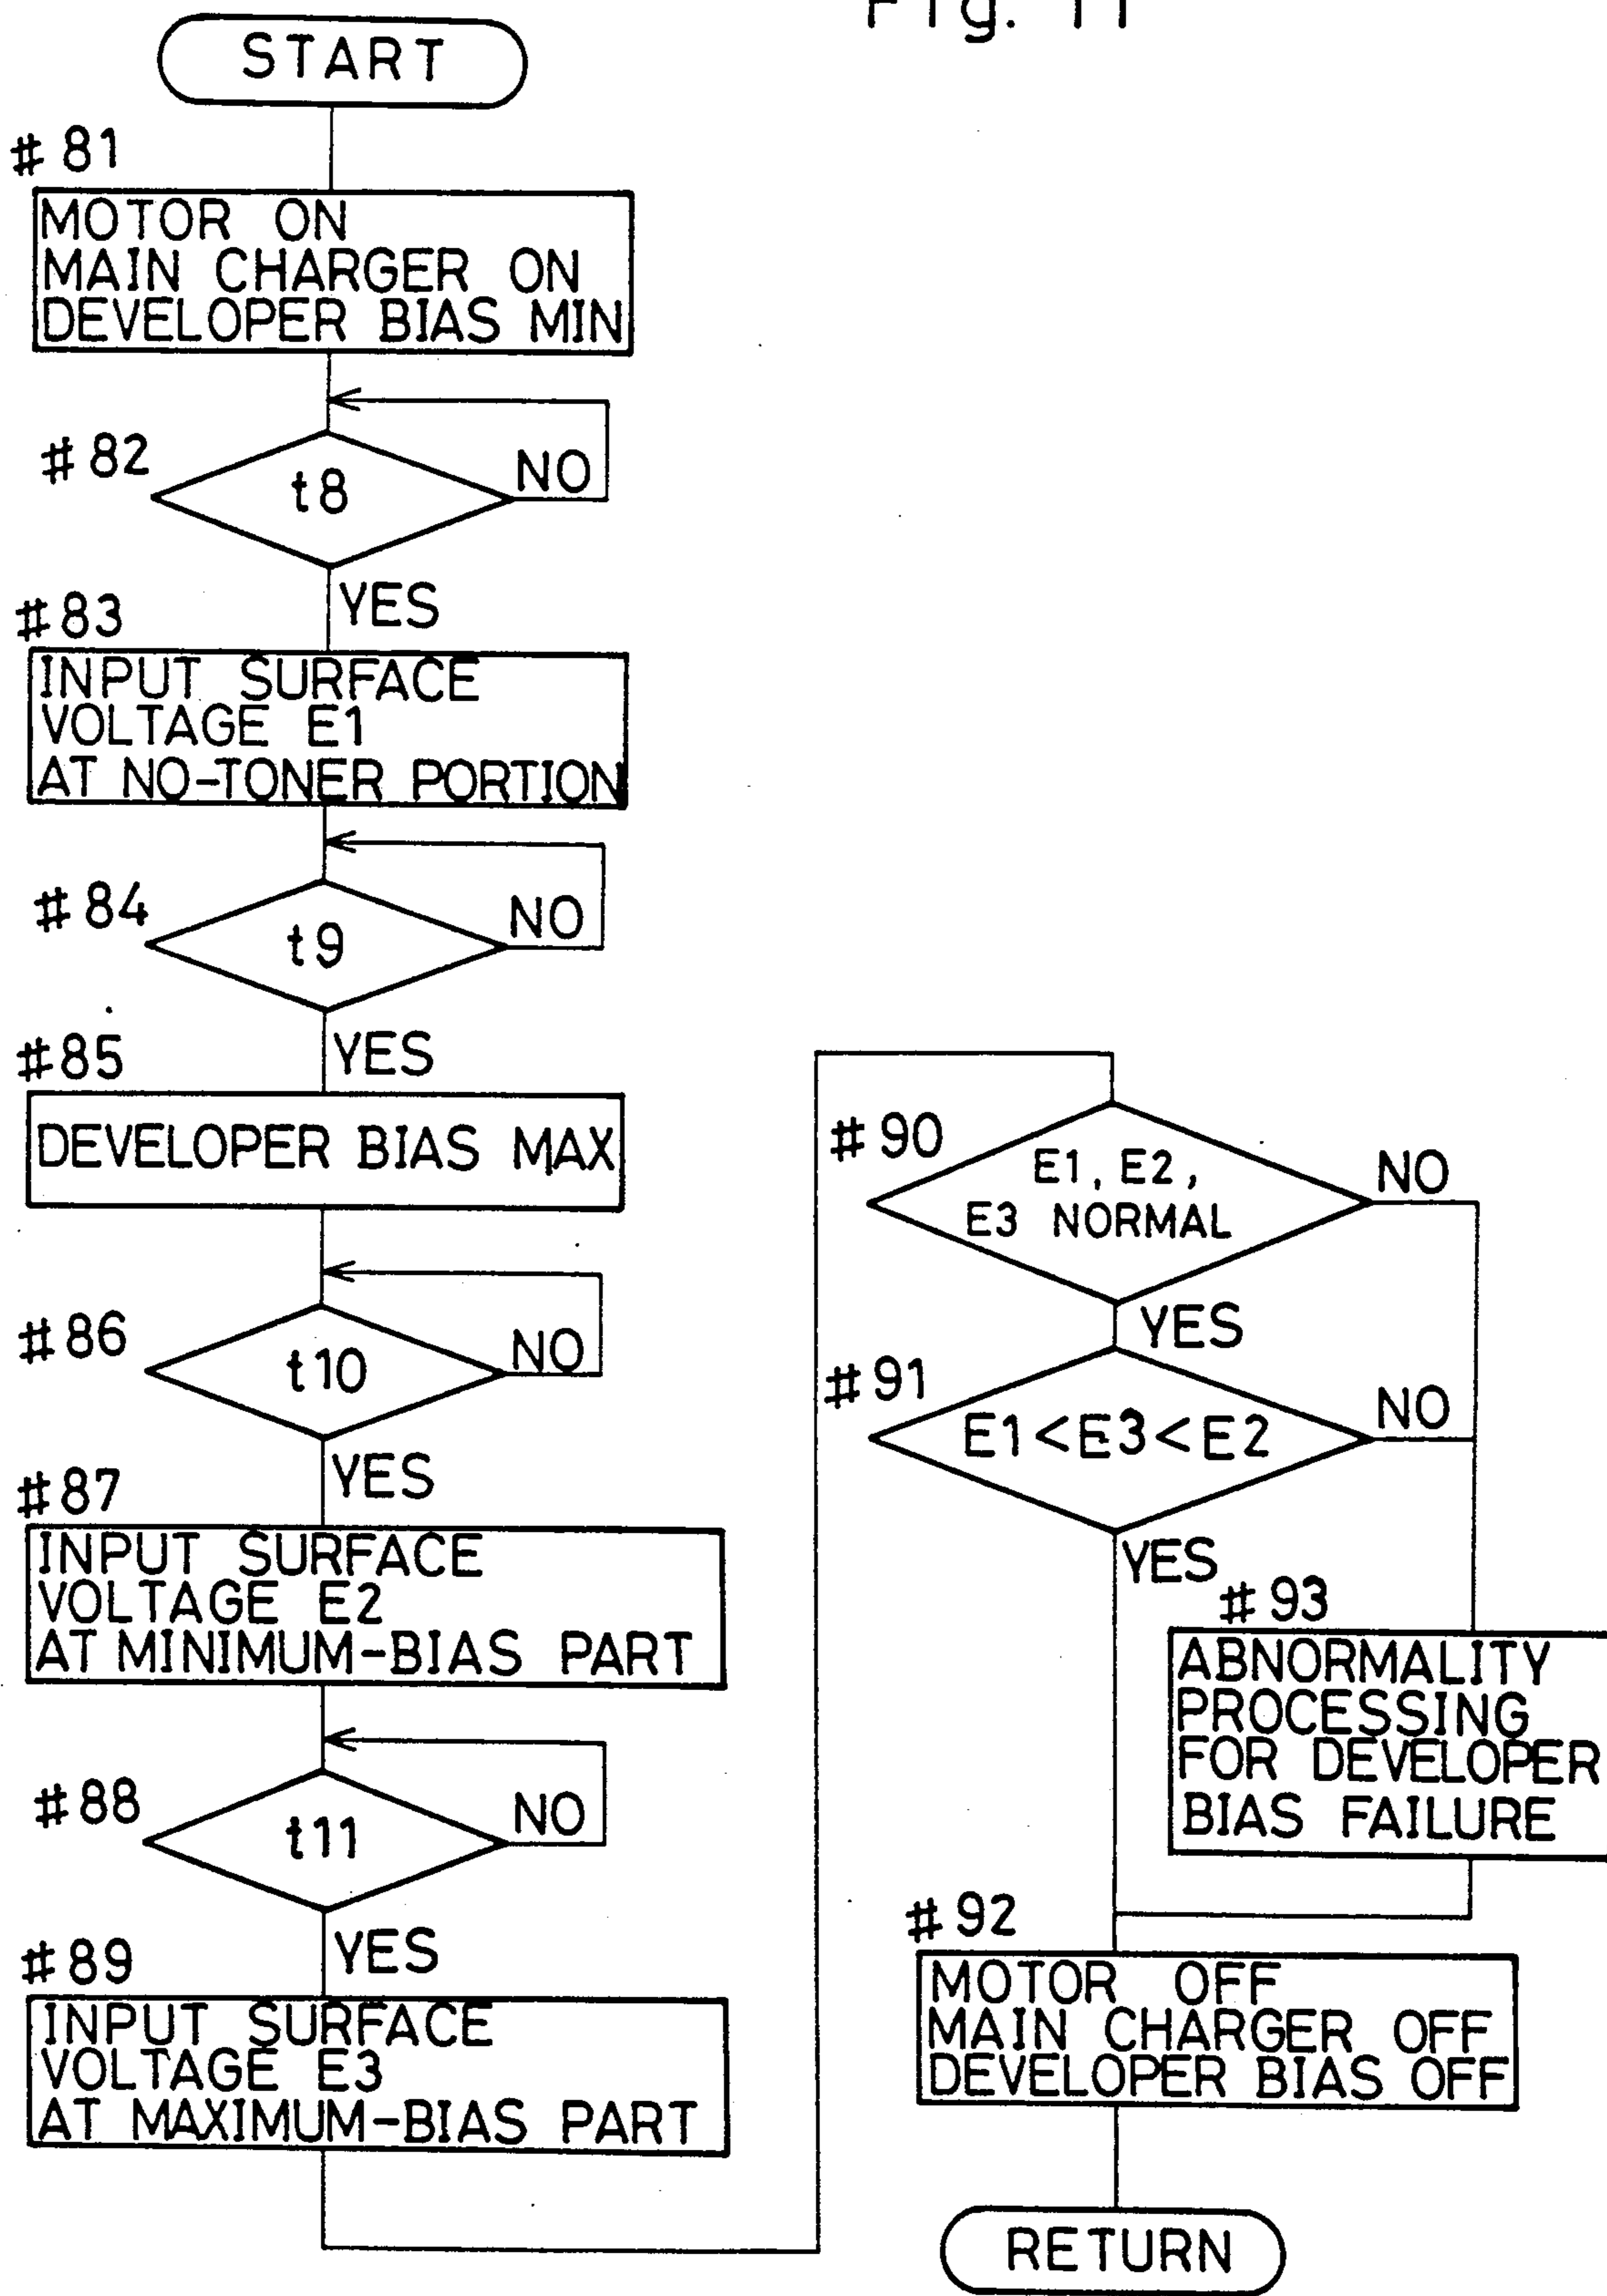 Fig. 11
START
#81
MOTOR ON
MAIN CHARGER ON
DEVELOPER BIAS MIN
#82
t8
NO
YES
#83
INPUT SURFACE
VOLTAGE E1
AT NO-TONER PORTION
#84
t9
NO
YES
#85
DEVELOPER BIAS MAX
#86
t10
NO
YES
#87
INPUT SURFACE
VOLTAGE E2
AT MINIMUM-BIAS PART
#88
t11
NO
YES
#89
INPUT SURFACE
VOLTAGE E3
AT MAXIMUM-BIAS PART
#90
E1, E2,
E3 NORMAL
NO
YES
#91
E1<E3<E2
NO
YES
#93
ABNORMALITY
PROCESSING
FOR DEVELOPER
BIAS FAILURE
#92
MOTOR OFF
MAIN CHARGER OFF
DEVELOPER BIAS OFF
RETURN